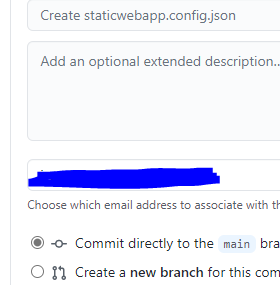 Create staticwebapp.config.json
Add an optional extended description..
Choose which email address to associate with th
Commit directly to the main bra
Create a new branch for this com